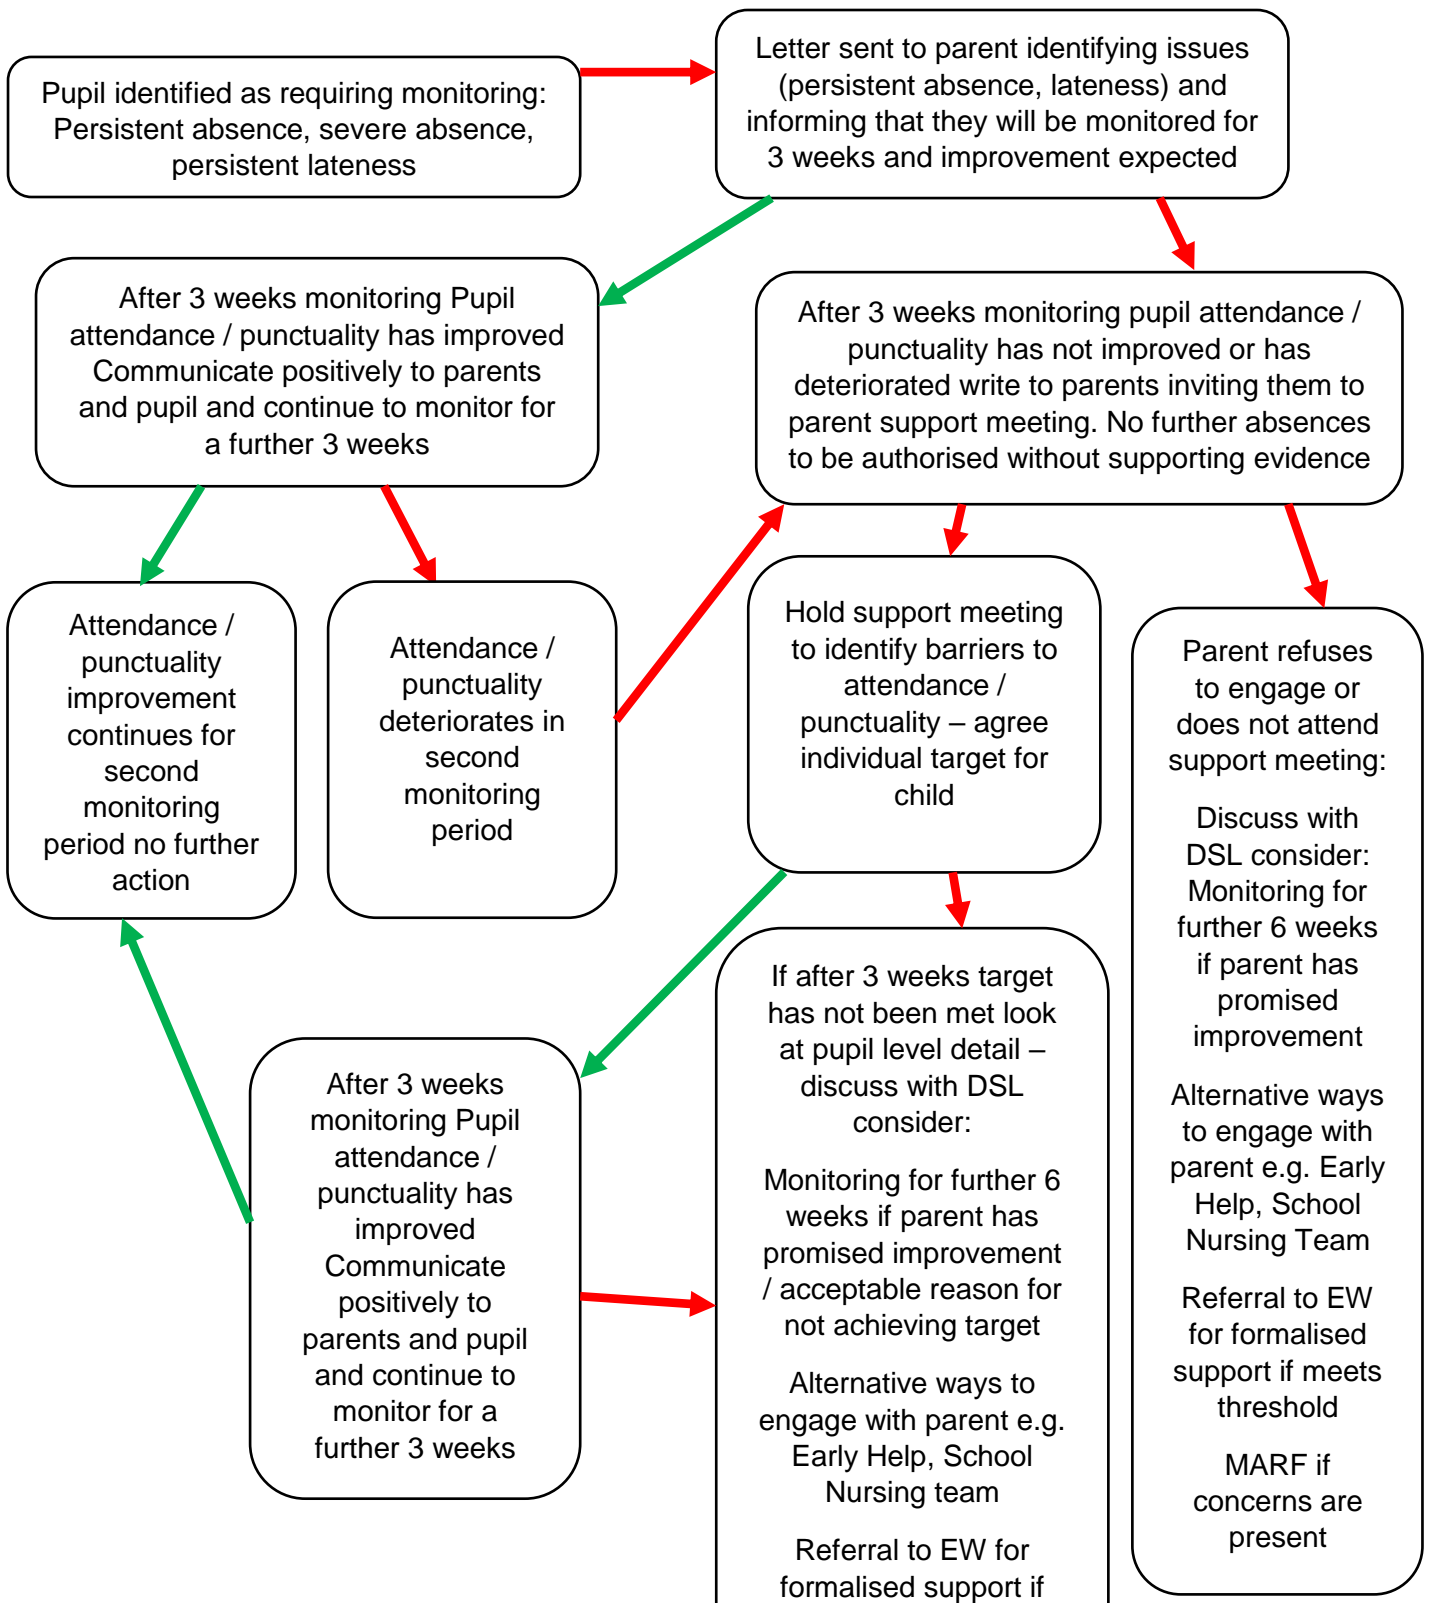 Pupil identified as requiring monitoring:
Persistent absence, severe absence,
persistent lateness
Letter sent to parent identifying issues
(persistent absence, lateness) and
informing that they will be monitored for
3 weeks and improvement expected
After 3 weeks monitoring Pupil
attendance / punctuality has improved
Communicate positively to parents
and pupil and continue to monitor for
a further 3 weeks
After 3 weeks monitoring pupil attendance /
punctuality has not improved or has
deteriorated write to parents inviting them to
parent support meeting. No further absences
to be authorised without supporting evidence
Attendance /
punctuality
improvement
continues for
second
monitoring
period no further
action
Attendance /
punctuality
deteriorates in
second
monitoring
period
Hold support meeting
to identify barriers to
attendance /
punctuality – agree
individual target for
child
Parent refuses
to engage or
does not attend
support meeting:
Discuss with
DSL consider:
Monitoring for
further 6 weeks
if parent has
promised
improvement
Alternative ways
to engage with
parent e.g. Early
Help, School
Nursing Team
Referral to EW
for formalised
support if meets
threshold
MARF if
concerns are
present
After 3 weeks
monitoring Pupil
attendance /
punctuality has
improved
Communicate
positively to
parents and pupil
and continue to
monitor for a
further 3 weeks
If after 3 weeks target
has not been met look
at pupil level detail –
discuss with DSL
consider:
Monitoring for further 6
weeks if parent has
promised improvement
/ acceptable reason for
not achieving target
Alternative ways to
engage with parent e.g.
Early Help, School
Nursing team
Referral to EW for
formalised support if